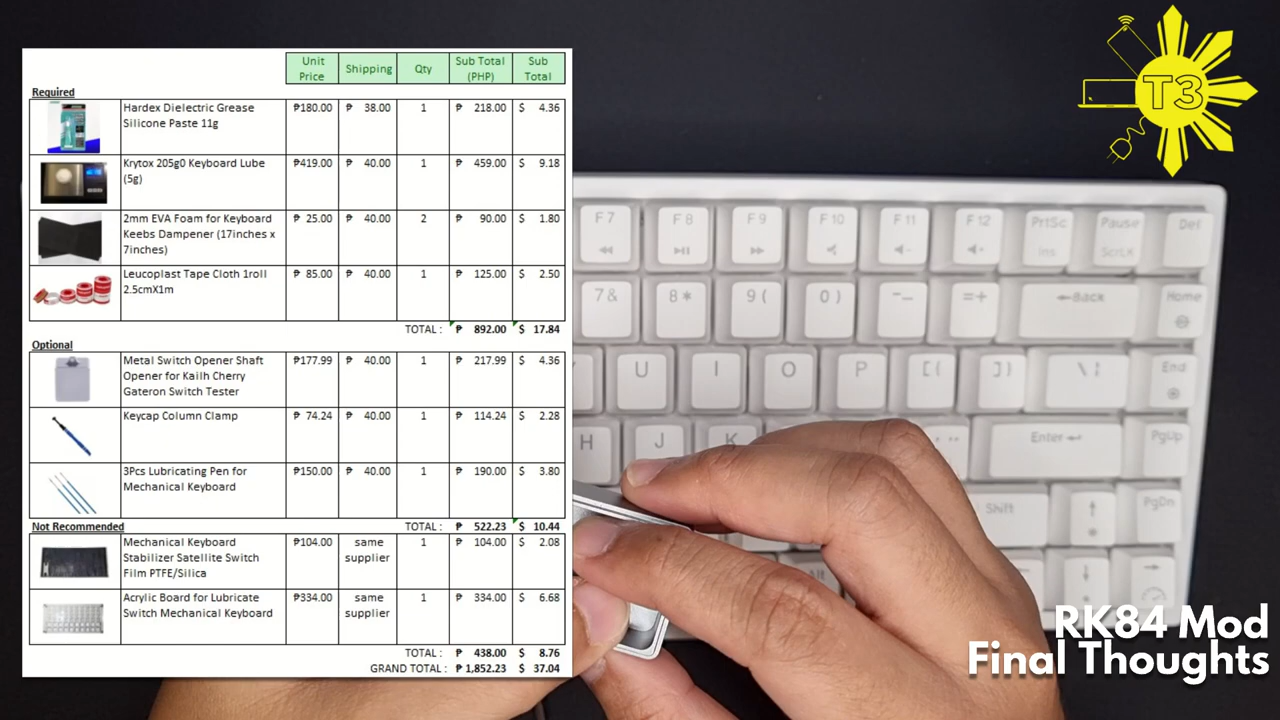 Unit Price Shipping Qty Sub Total (PHP) Sub Total
Required
Hardex Dielectric Grease Silicone Paste 11g ₱180.00 ₱ 38.00 1 ₱ 218.00 $ 4.36
Krytox 205g0 Keyboard Lube (5g) ₱419.00 ₱ 40.00 1 ₱ 459.00 $ 9.18
2mm EVA Foam for Keyboard Keebs Dampener (17inches x 7inches) ₱ 25.00 ₱ 40.00 2 ₱ 90.00 $ 1.80
Leucoplast Tape Cloth 1roll 2.5cmX1m ₱ 85.00 ₱ 40.00 1 ₱ 125.00 $ 2.50
TOTAL : ₱ 892.00 $ 17.84
Optional
Metal Switch Opener Shaft Opener for Kailh Cherry Gateron Switch Tester ₱177.99 ₱ 40.00 1 ₱ 217.99 $ 4.36
Keycap Column Clamp ₱ 74.24 ₱ 40.00 1 ₱ 114.24 $ 2.28
3Pcs Lubricating Pen for Mechanical Keyboard ₱150.00 ₱ 40.00 1 ₱ 190.00 $ 3.80
TOTAL : ₱ 522.23 $ 10.44
Not Recommended
Mechanical Keyboard Stabilizer Satellite Switch Film PTFE/Silica ₱104.00 same supplier 1 ₱ 104.00 $ 2.08
Acrylic Board for Lubricate Switch Mechanical Keyboard ₱334.00 same supplier 1 ₱ 334.00 $ 6.68
TOTAL : ₱ 438.00 $ 8.76
GRAND TOTAL : ₱ 1,852.23 $ 37.04
T3
F7 F8 F9 F10 F11 F12 PrtSc Ins Pause ScrLK Del
7& 8* 9( 0) -_ =+ Back Home
U I O P [{ ]} \¦ End
H J K Enter PgUp
Shift PgDn
Alt
RK84 Mod
Final Thoughts